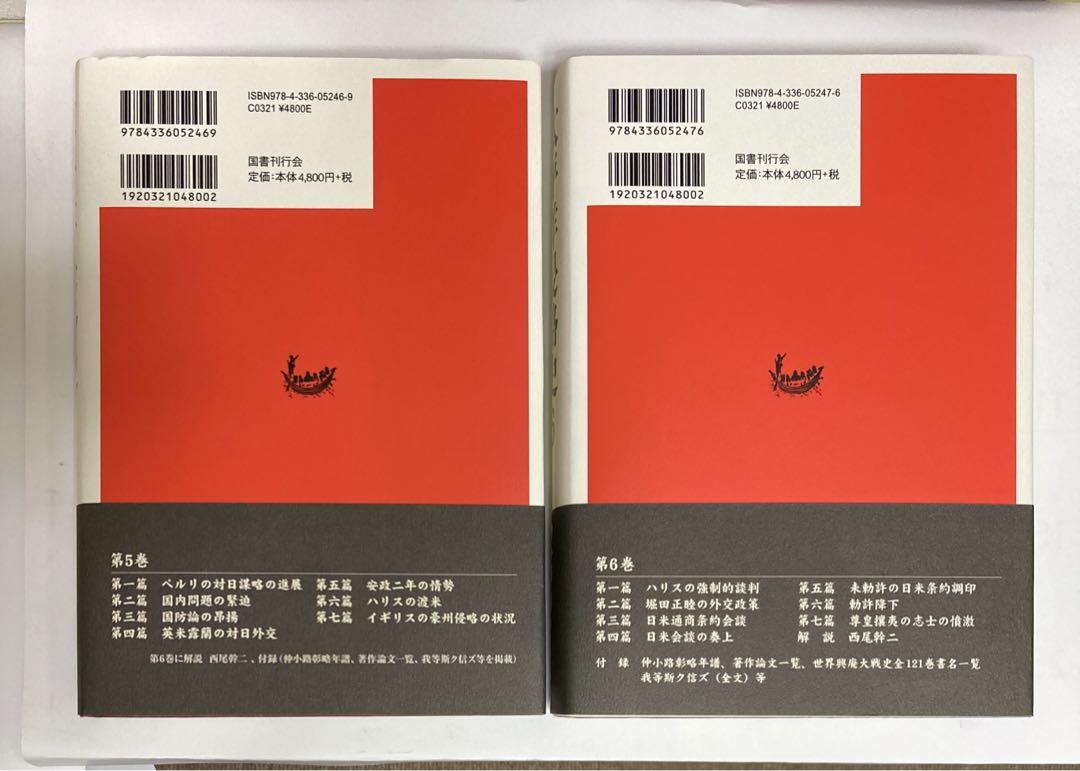 ISBN978-4-336-05246-9
C0321 ¥4800E
9784336052469
国書刊行会
定価:本体4,800円+税
1920321048002
第5巻
第一篇 ペルリの対日謀略の進展
第二篇 国内問題の緊迫
第三篇 国防論の昂揚
第四篇 英米露蘭の対日外交
第五篇 安政二年の情勢
第六篇 ハリスの渡米
第七篇 イギリスの豪州侵略の状況
第6巻に解説 西尾幹二、付録(仲小路彰略年譜、著作論文一覧、我等斯ク信ズ等を掲載)
ISBN978-4-336-05247-6
C0321 ¥4800E
9784336052476
国書刊行会
定価:本体4,800円+税
1920321048002
第6巻
第一篇 ハリスの強制的談判
第二篇 堀田正睦の外交政策
第三篇 日米通商条約会談
第四篇 日米会談の奏上
第五篇 未勅許の日米条約調印
第六篇 勅許降下
第七篇 尊皇攘夷の志士の憤激
解説 西尾幹二
付録 仲小路彰略年譜、著作論文一覧、世界興廃大戦史全121巻書名一覧
我等斯ク信ズ(全文)等